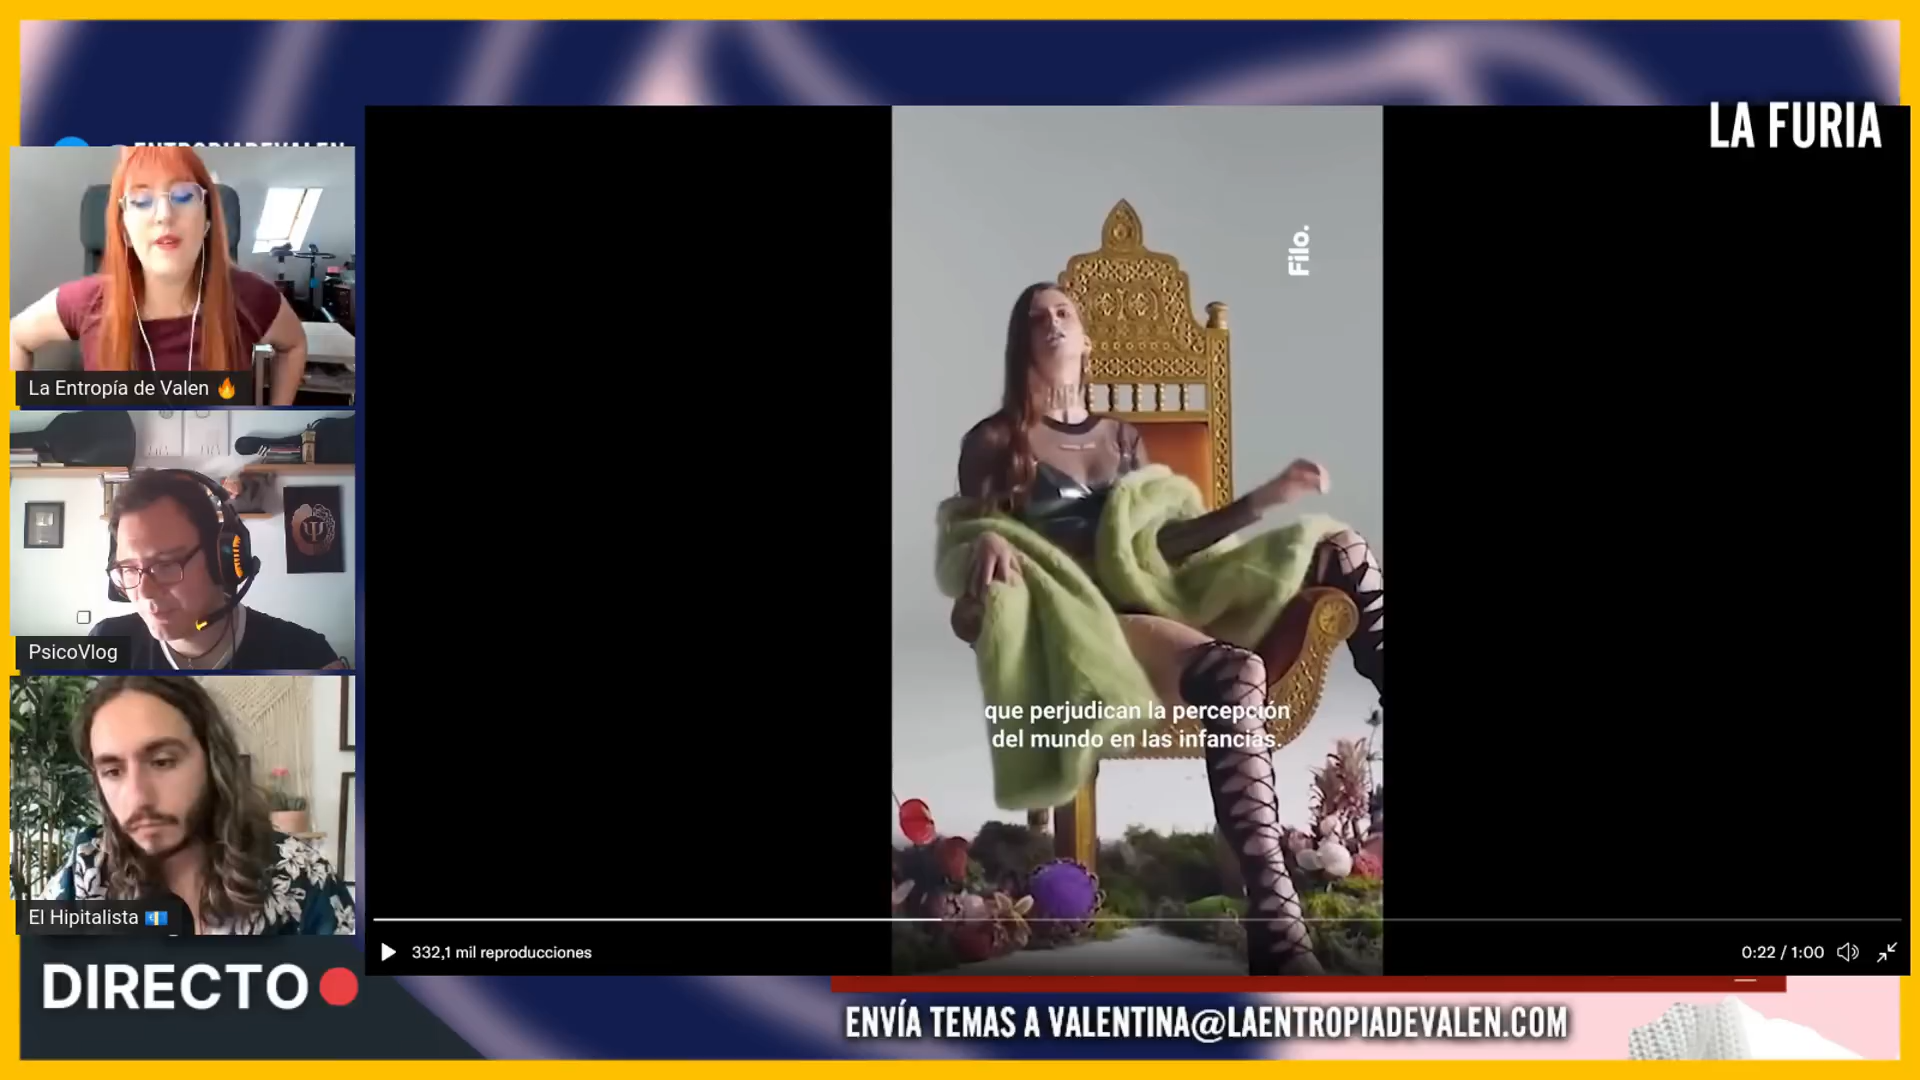 LA FURIA
ENTROPIADEVALEN
La Entropía de Valen
PsicoVlog
El Hipitalista
Filo.
que perjudican la percepción
del mundo en las infancias.
332,1 mil reproducciones
0:22 / 1:00
DIRECTO
ENVÍA TEMAS A VALENTINA@LAENTROPIADEVALEN.COM